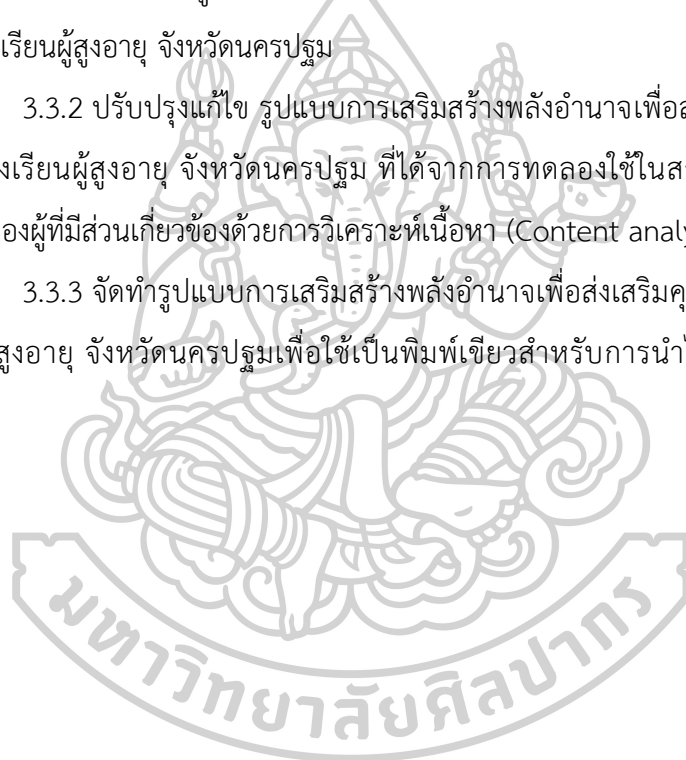 เรียนผู้สูงอายุ จังหวัดนครปฐม
3.3.2 ปรับปรุงแก้ไข รูปแบบการเสริมสร้างพลังอำนาจเพื่อส
งเรียนผู้สูงอายุ จังหวัดนครปฐม ที่ได้จากการทดลองใช้ในส
องผู้ที่มีส่วนเกี่ยวข้องด้วยการวิเคราะห์เนื้อหา (Content analy
3.3.3 จัดทำรูปแบบการเสริมสร้างพลังอำนาจเพื่อส่งเสริมคุ
สูงอายุ จังหวัดนครปฐมเพื่อใช้เป็นพิมพ์เขียวสำหรับการนำไ
มหาวิทยาลัยศิลปากร